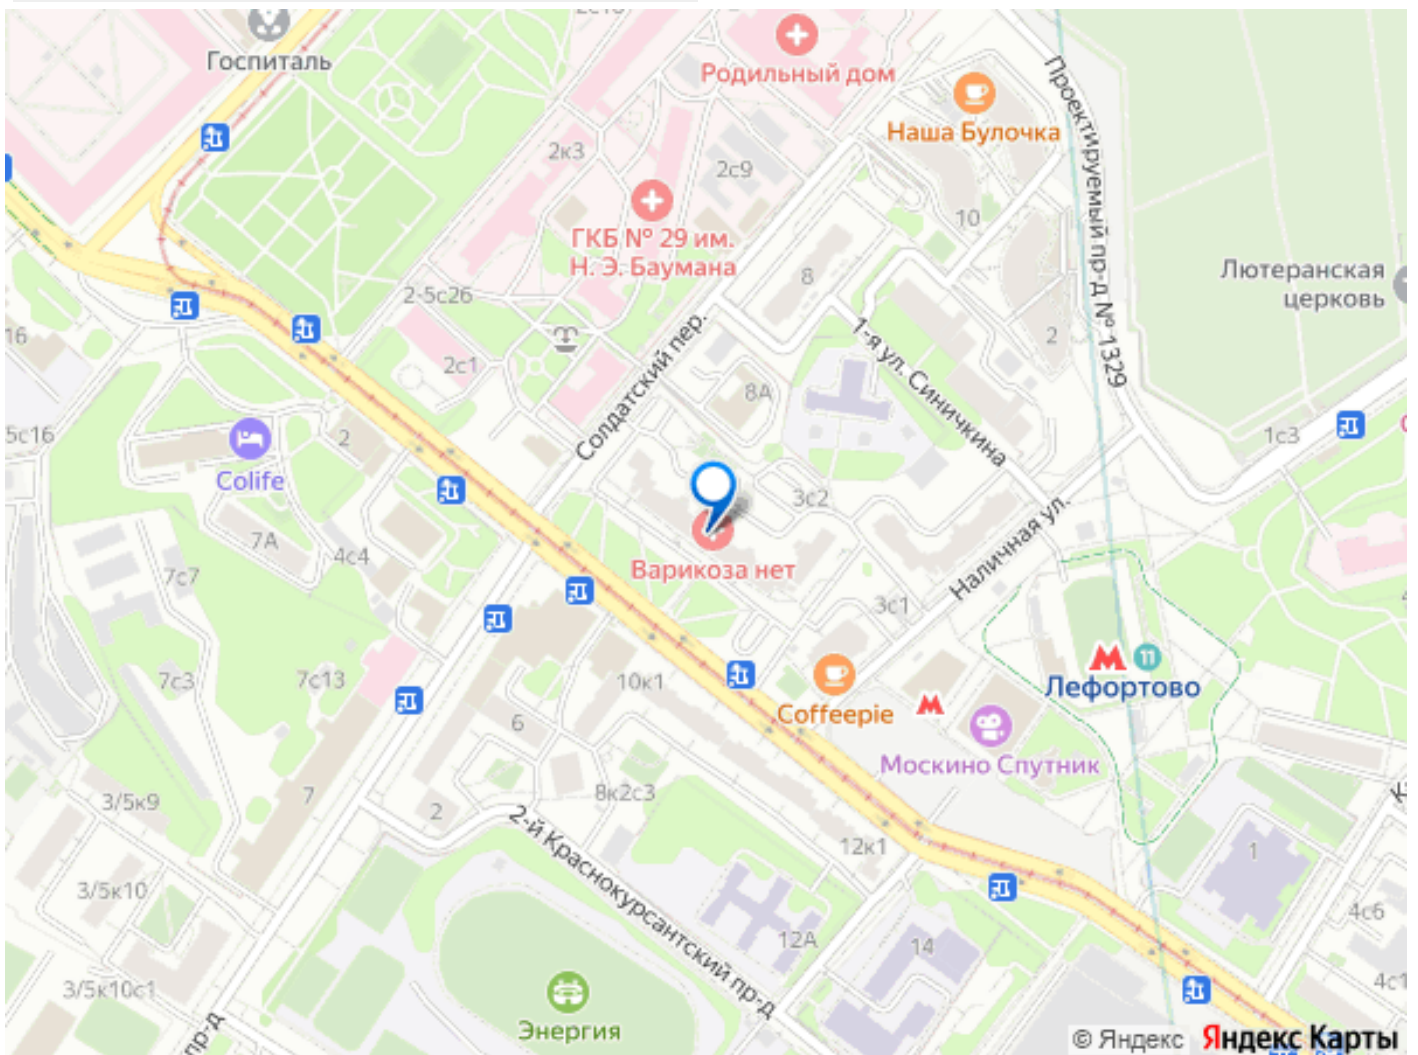 2с10
Госпиталь
Родильный дом
Наша Булочка
Проектируемый пр-д № 1329
2к3
2с9
10
ГКБ № 29 им.
Н. Э. Баумана
Лютеранская
церковь
8
2-5с26
16
2
Солдатский пер.
1-я ул. Синичкина
2с1
8А
5с16
2
1с3
Colife
3с2
7А
4с4
Наличная ул.
Варикоза нет
7с7
3с1
7с3
7с13
10к1
Лефортово
6
Coffeepie
Москино Спутник
3/5к9
7
8к2с3
2
2-й Краснокурсантский пр-д
12к1
1
3/5к10
4с6
12А
14
3/5к10с1
4с1
Энергия
пр-д
© Яндекс
Яндекс Карты